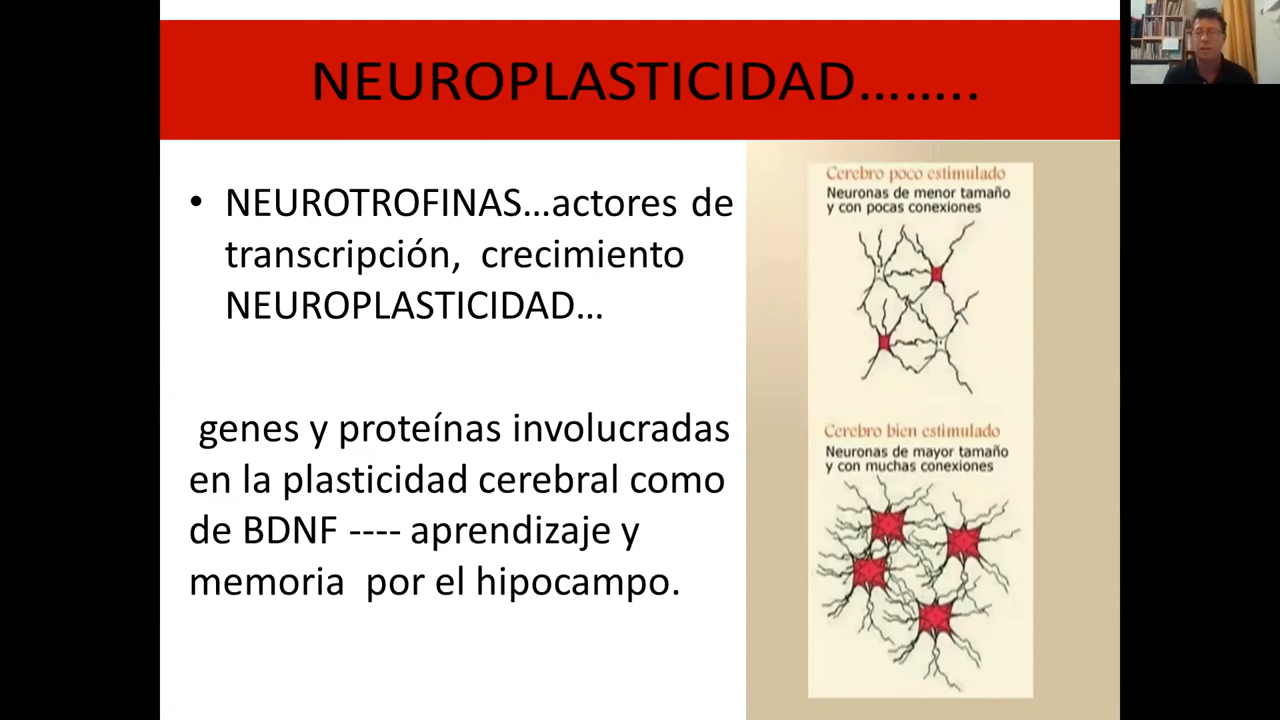 NEUROPLASTICIDAD……..
• NEUROTROFINAS…actores de
transcripción, crecimiento
NEUROPLASTICIDAD…
genes y proteínas involucradas
en la plasticidad cerebral como
de BDNF ---- aprendizaje y
memoria por el hipocampo.
Cerebro poco estimulado
Neuronas de menor tamaño
y con pocas conexiones
Cerebro bien estimulado
Neuronas de mayor tamaño
y con muchas conexiones